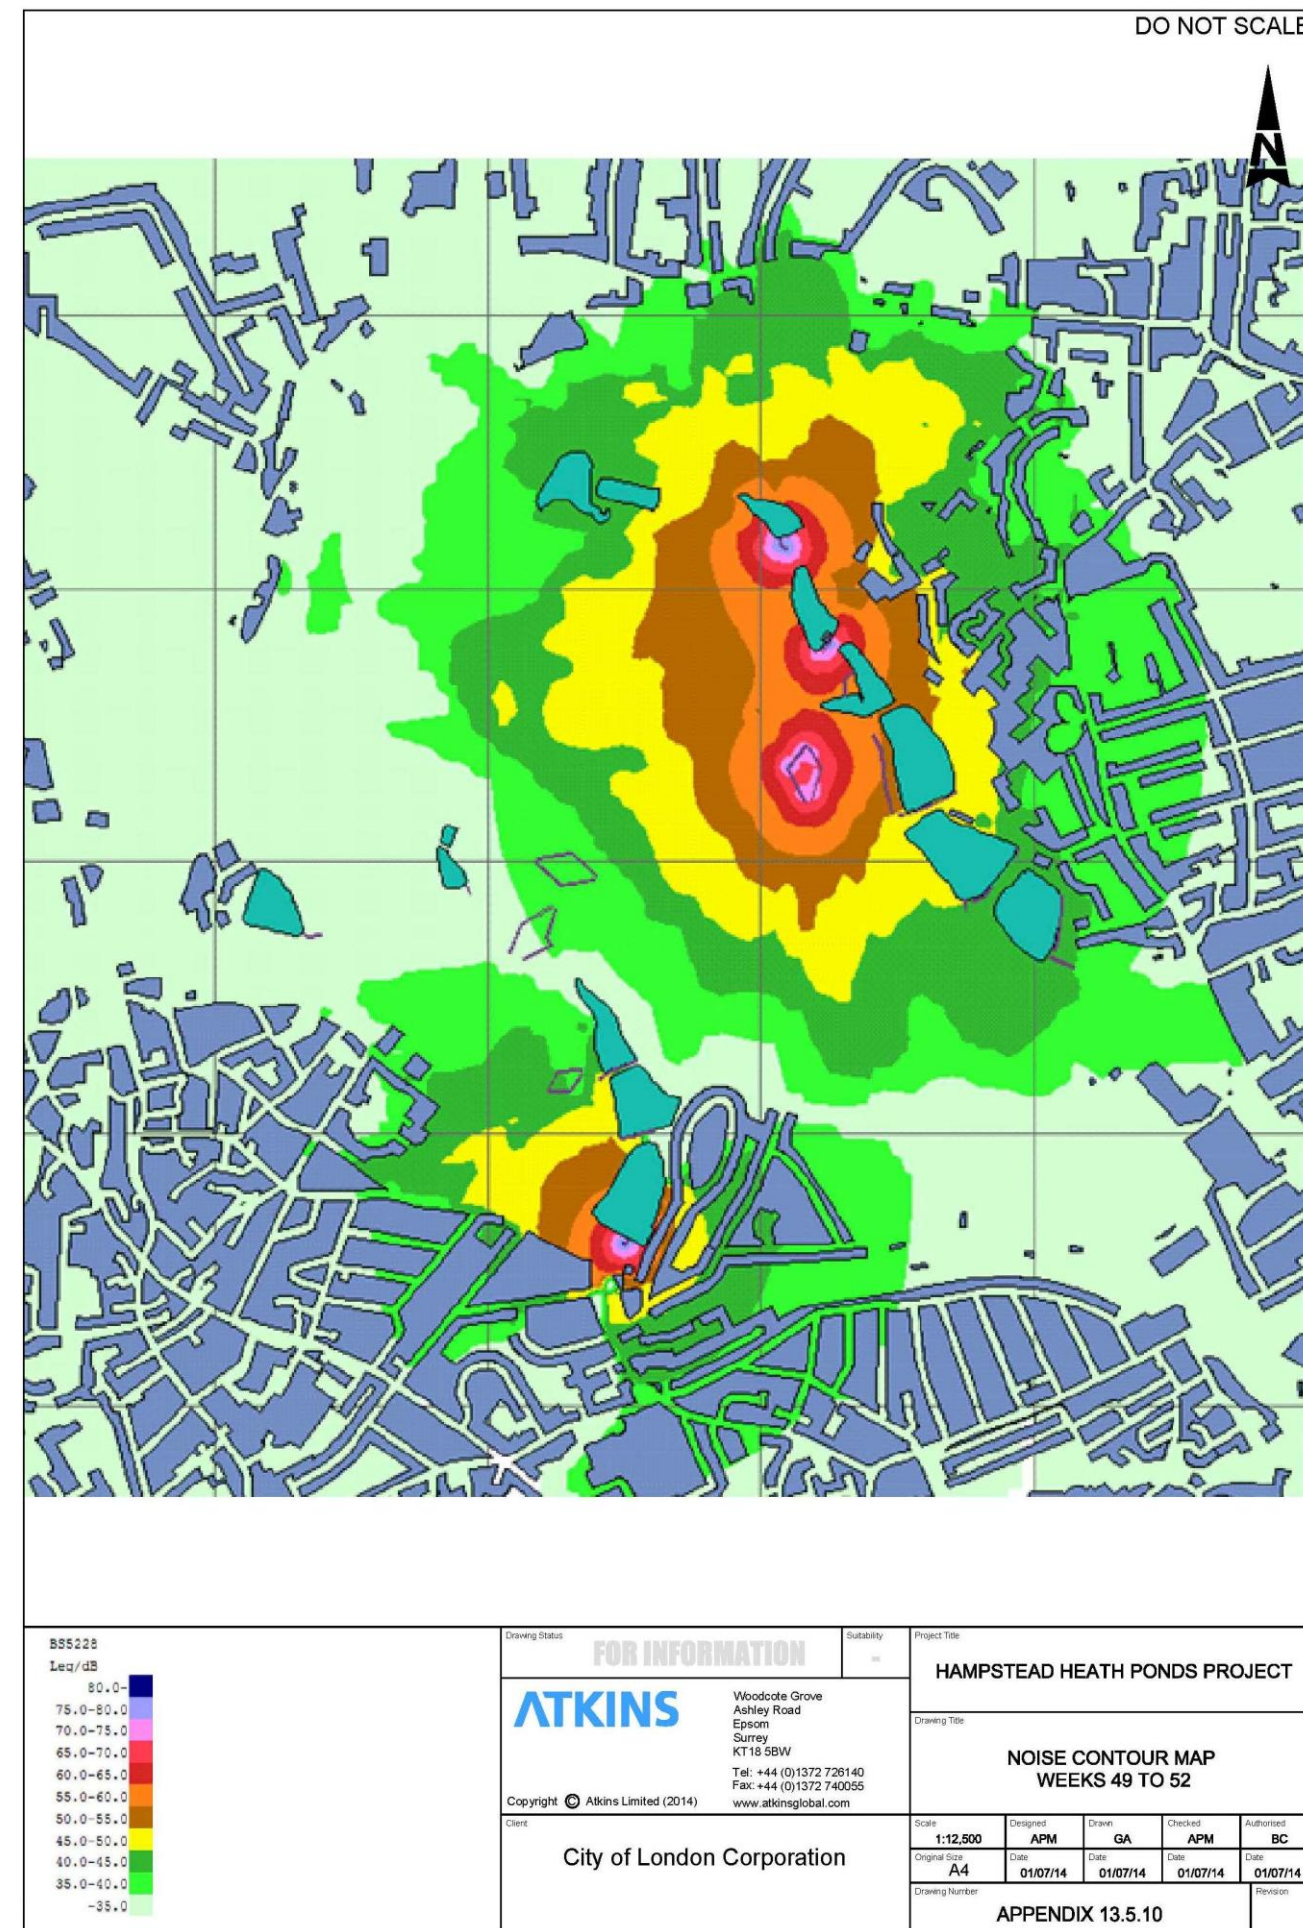 DO NOT SCALE
N
BS5228
Leq/dB
80.0-
75.0-80.0
70.0-75.0
65.0-70.0
60.0-65.0
55.0-60.0
50.0-55.0
45.0-50.0
40.0-45.0
35.0-40.0
-35.0
Drawing Status
FOR INFORMATION
Suitability
-
ATKINS
Woodcote Grove
Ashley Road
Epsom
Surrey
KT18 5BW
Tel: +44 (0)1372 726140
Fax: +44 (0)1372 740055
www.atkinsglobal.com
Copyright © Atkins Limited (2014)
Client
City of London Corporation
Project Title
HAMPSTEAD HEATH PONDS PROJECT
Drawing Title
NOISE CONTOUR MAP
WEEKS 49 TO 52
Scale
1:12,500
Designed
APM
Drawn
GA
Checked
APM
Authorised
BC
Original Size
A4
Date
01/07/14
Date
01/07/14
Date
01/07/14
Date
01/07/14
Drawing Number
APPENDIX 13.5.10
Revision